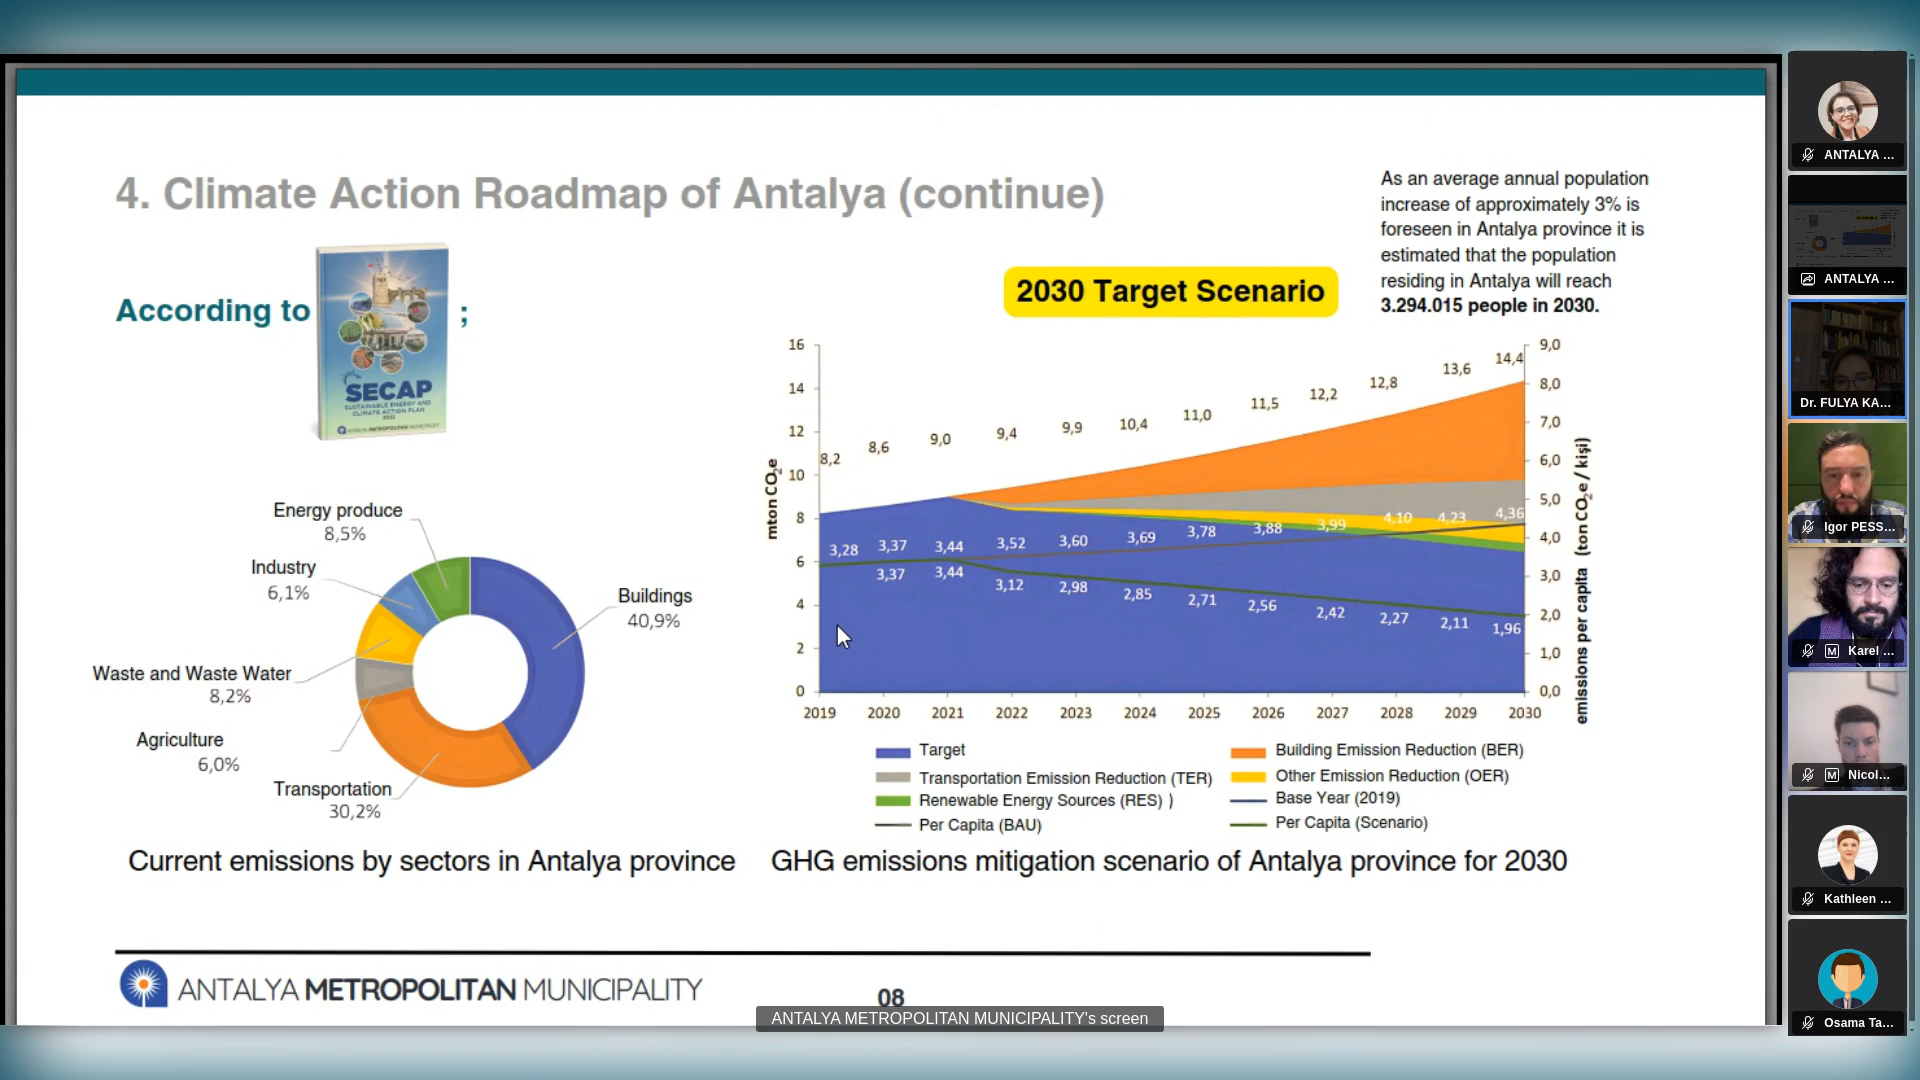 4. Climate Action Roadmap of Antalya (continue)
As an average annual population
increase of approximately 3% is
foreseen in Antalya province it is
estimated that the population
residing in Antalya will reach
3.294.015 people in 2030.
According to
;
SECAP
SUSTAINABLE ENERGY AND
CLIMATE ACTION PLAN
ANTALYA METROPOLITAN MUNICIPALITY
2030 Target Scenario
Energy produce
8,5%
Industry
6,1%
Waste and Waste Water
8,2%
Agriculture
6,0%
Transportation
30,2%
Buildings
40,9%
Current emissions by sectors in Antalya province
mton CO2e
16
14
12
10
8
6
4
2
0
8,2 8,6 9,0 9,4 9,9 10,4 11,0 11,5 12,2 12,8 13,6 14,4
3,28 3,37 3,44 3,52 3,60 3,69 3,78 3,88 3,99 4,10 4,23 4,36
3,37 3,44 3,12 2,98 2,85 2,71 2,56 2,42 2,27 2,11 1,96
9,0
8,0
7,0
6,0
5,0
4,0
3,0
2,0
1,0
0,0
emissions per capita (ton CO2e / kişi)
2019 2020 2021 2022 2023 2024 2025 2026 2027 2028 2029 2030
Target
Building Emission Reduction (BER)
Transportation Emission Reduction (TER)
Other Emission Reduction (OER)
Renewable Energy Sources (RES) )
Base Year (2019)
Per Capita (BAU)
Per Capita (Scenario)
GHG emissions mitigation scenario of Antalya province for 2030
ANTALYA METROPOLITAN MUNICIPALITY
08
ANTALYA METROPOLITAN MUNICIPALITY's screen
ANTALYA ...
ANTALYA ...
Dr. FULYA KA...
Igor PESS...
M Karel ...
M Nicol...
Kathleen ...
Osama Ta...